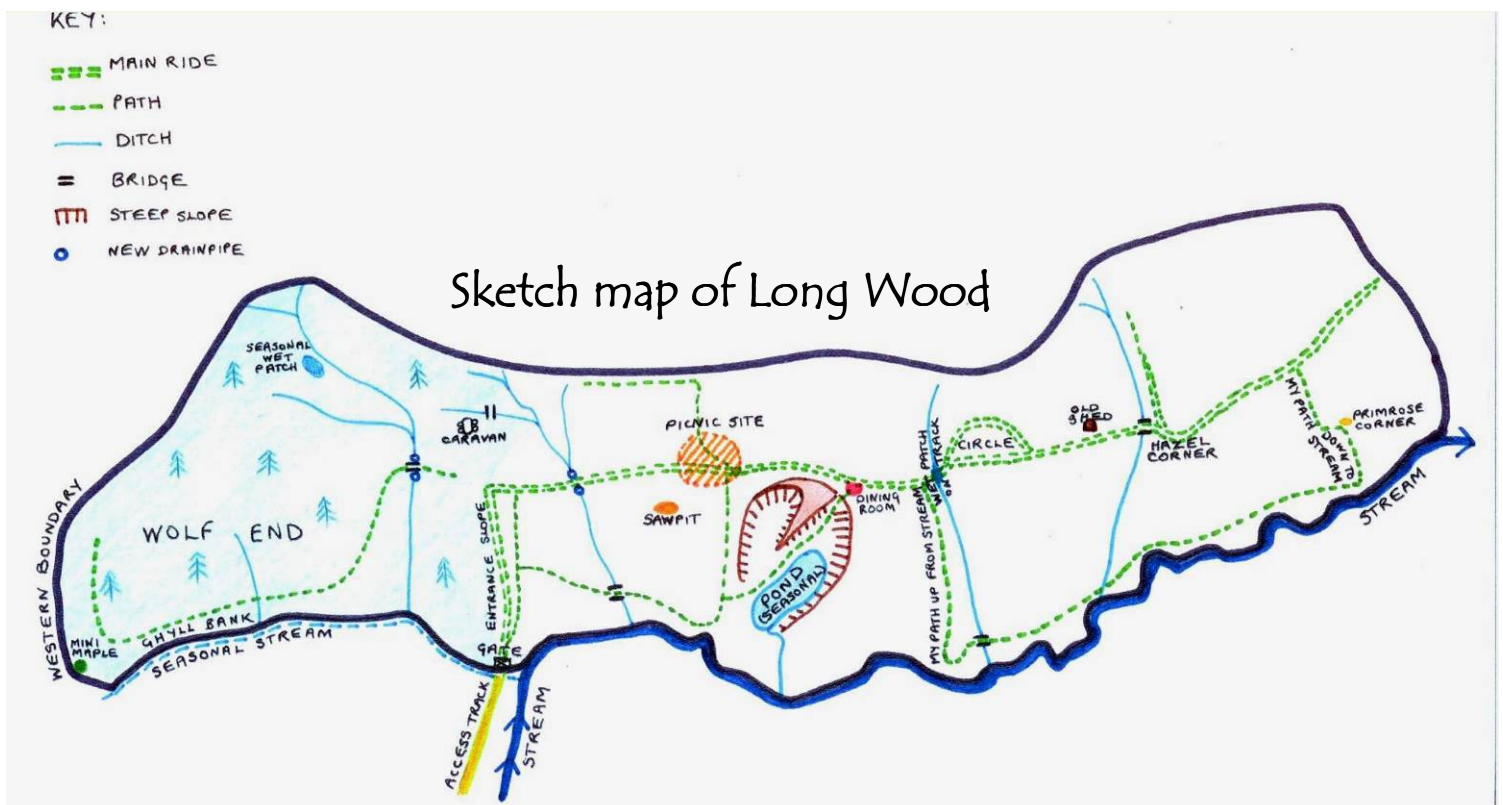 KEY:
MAIN RIDE
PATH
DITCH
BRIDGE
STEEP SLOPE
NEW DRAINPIPE
Sketch map of Long Wood
SEASONAL
WET
PATCH
CARAVAN
PICNIC SITE
OLD
SHED
CIRCLE
HAZEL
CORNER
MY PATH DOWN TO
STREAM
PRIMROSE
CORNER
WET PATCH
ON TRACK
DINING
ROOM
SAWPIT
WOLF END
ENTRANCE SLOPE
POND
(SEASONAL)
MY PATH UP FROM STREAM
STREAM
WESTERN BOUNDARY
MINI
MAPLE
GHYLL BANK
SEASONAL STREAM
GATE
ACCESS TRACK
STREAM